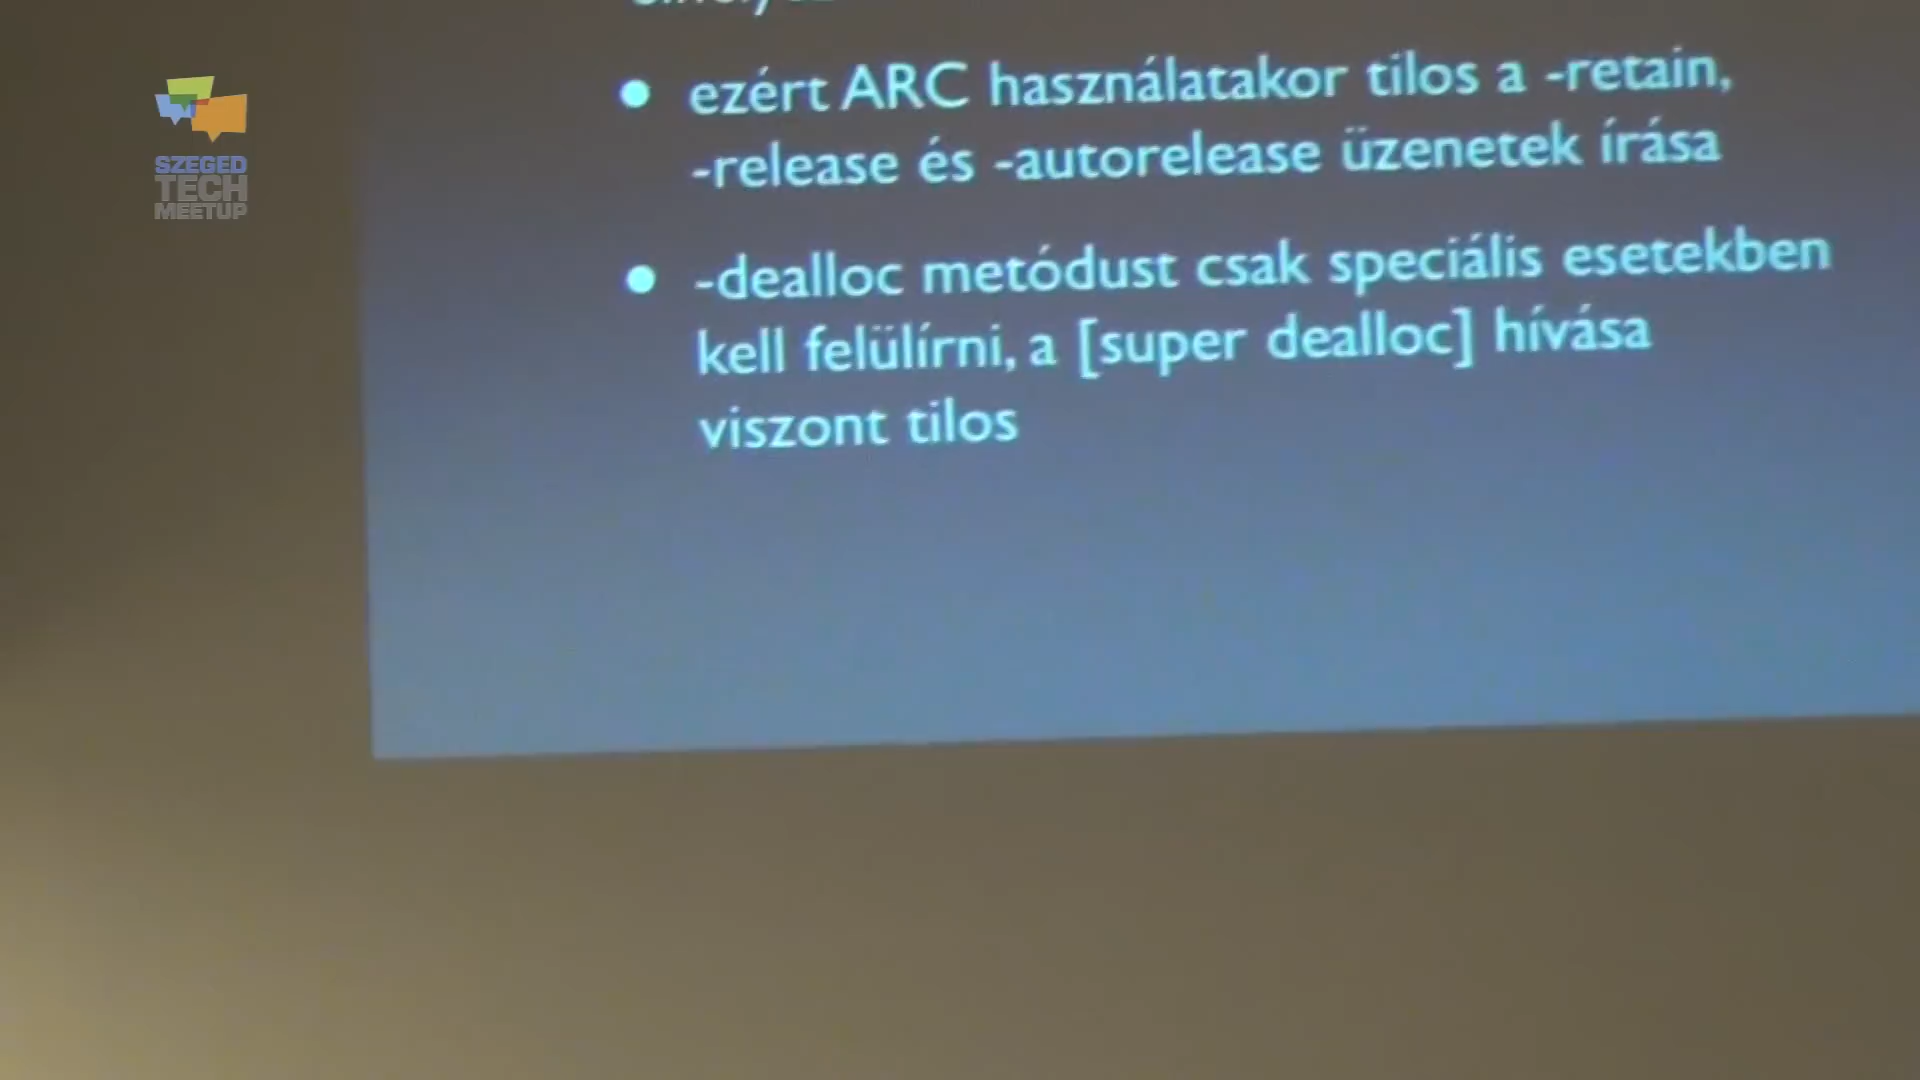 SZEGED
TECH
MEETUP
ezért ARC használatakor tilos a -retain,
-release és -autorelease üzenetek írása
-dealloc metódust csak speciális esetekben
kell felülírni, a [super dealloc] hívása
viszont tilos